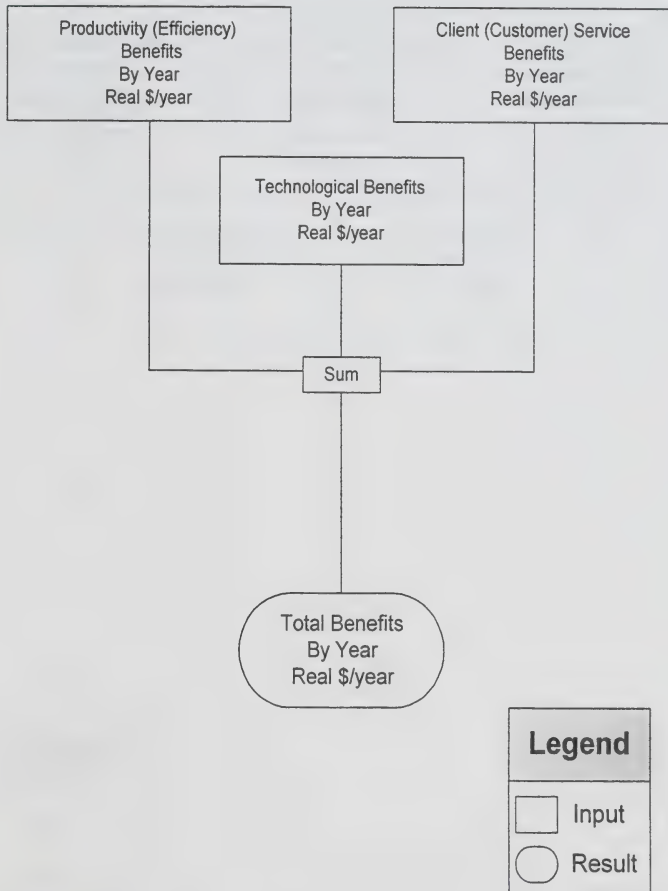 Productivity (Efficiency)
Benefits
By Year
Real $/year
Client (Customer) Service
Benefits
By Year
Real $/year
Technological Benefits
By Year
Real $/year
Sum
Total Benefits
By Year
Real $/year
Legend
Input
Result